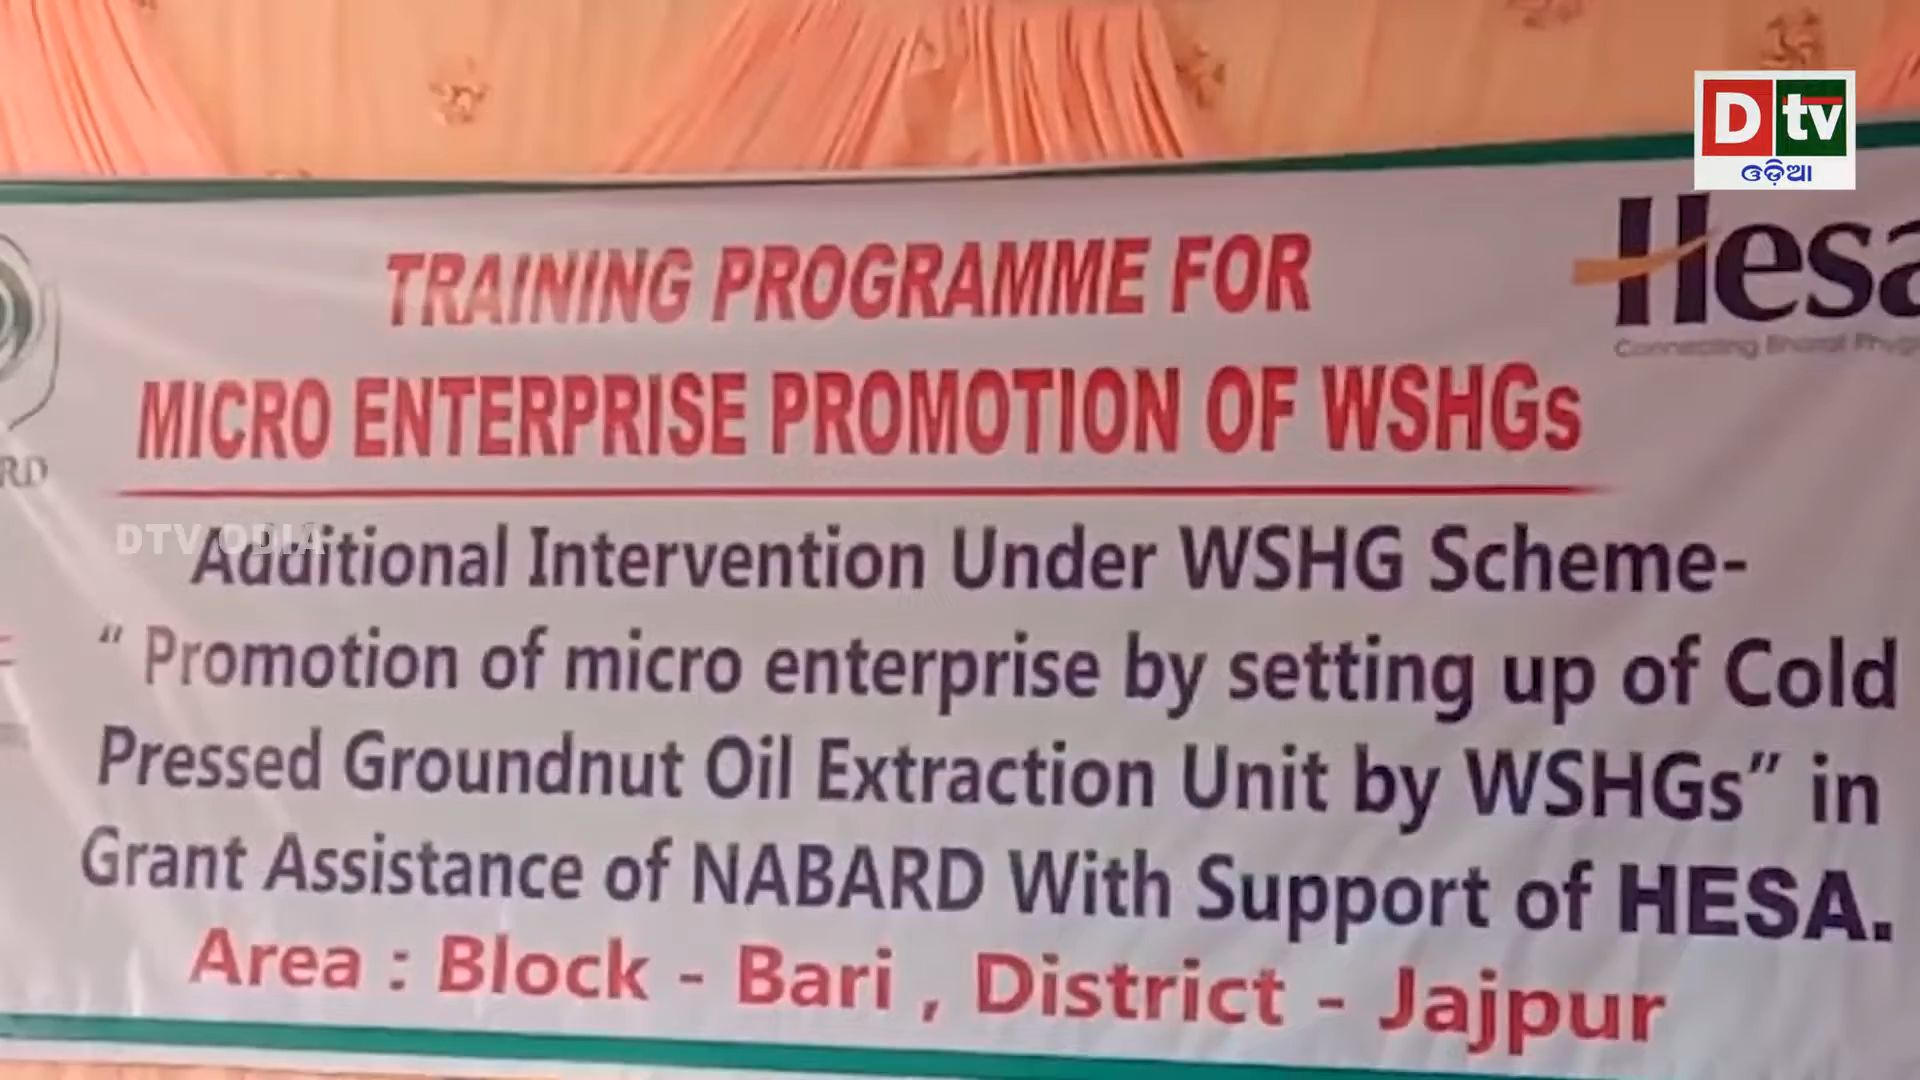 D tv
ଓଡ଼ିଆ
Hesa
TRAINING PROGRAMME FOR
MICRO ENTERPRISE PROMOTION OF WSHGs
RD
DTV ODIA
Additional Intervention Under WSHG Scheme-
“ Promotion of micro enterprise by setting up of Cold
Pressed Groundnut Oil Extraction Unit by WSHGs” in
Grant Assistance of NABARD With Support of HESA.
Area : Block - Bari , District - Jajpur